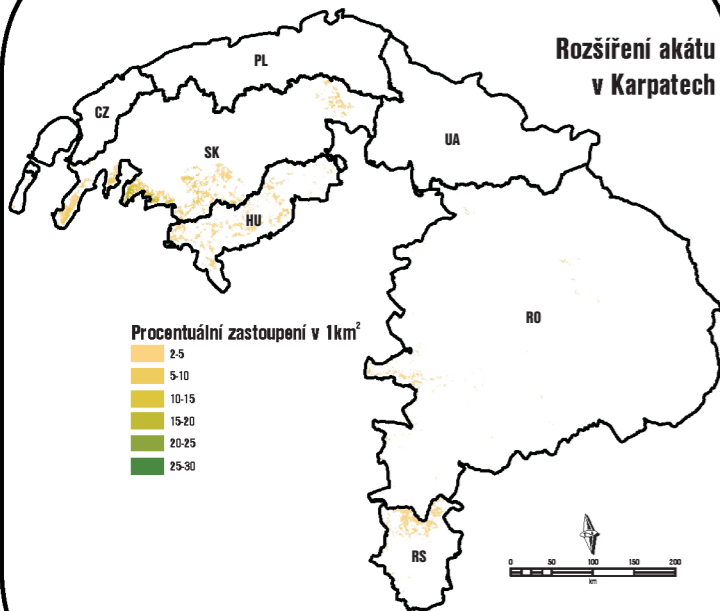 Rozšíření akátu
v Karpatech
PL
CZ
UA
SK
HU
RO
Procentuální zastoupení v 1km²
2-5
5-10
10-15
15-20
20-25
25-30
RS
0 50 100 150 200
km